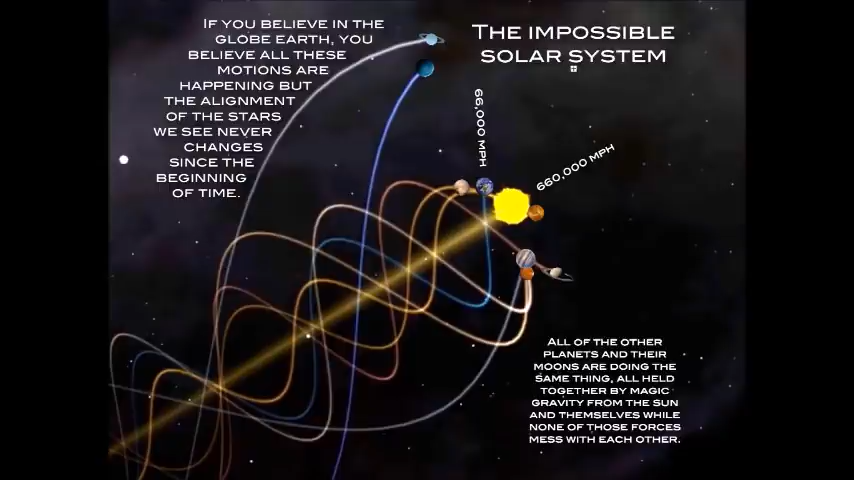 If you believe in the
globe earth, you
believe all these
motions are
happening but
the alignment
of the stars
we see never
changes
since the
beginning
of time.
The impossible
solar system
66,000 mph
660,000 mph
All of the other
planets and their
moons are doing the
same thing, all held
together by magic
gravity from the sun
and themselves while
none of those forces
mess with each other.